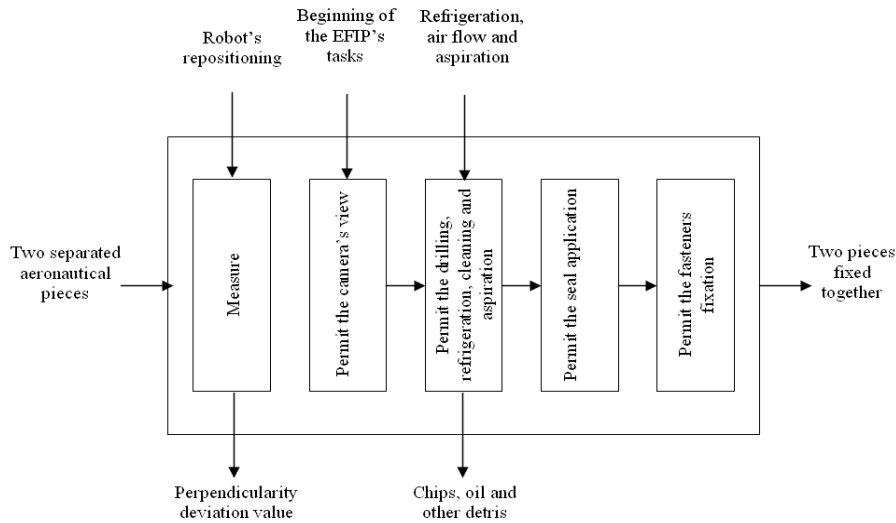 Robot's
repositioning
Beginning of
the EFIP's
tasks
Refrigeration,
air flow and
aspiration
Two separated
aeronautical
pieces
Measure
Permit the camera's view
Permit the drilling,
refrigeration, cleaning and
aspiration
Permit the seal application
Permit the fasteners
fixation
Two pieces
fixed
together
Perpendicularity
deviation value
Chips, oil and
other detris